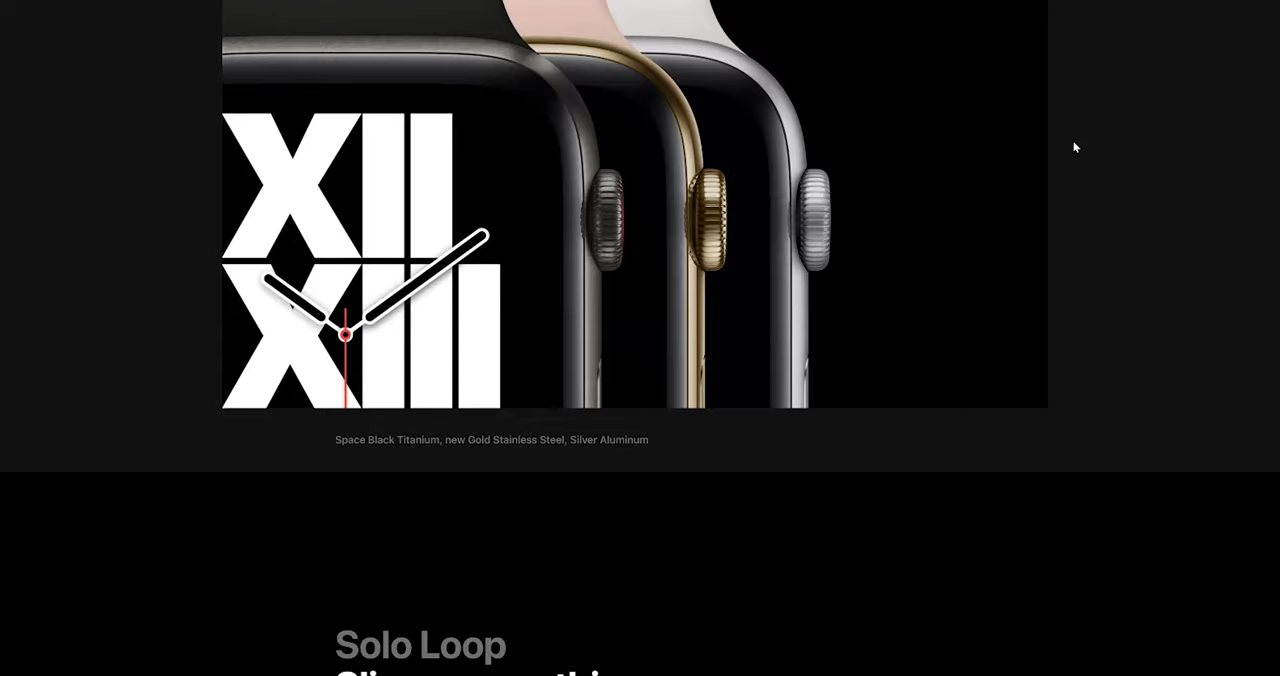 XII
XIII
Space Black Titanium, new Gold Stainless Steel, Silver Aluminum
Solo Loop